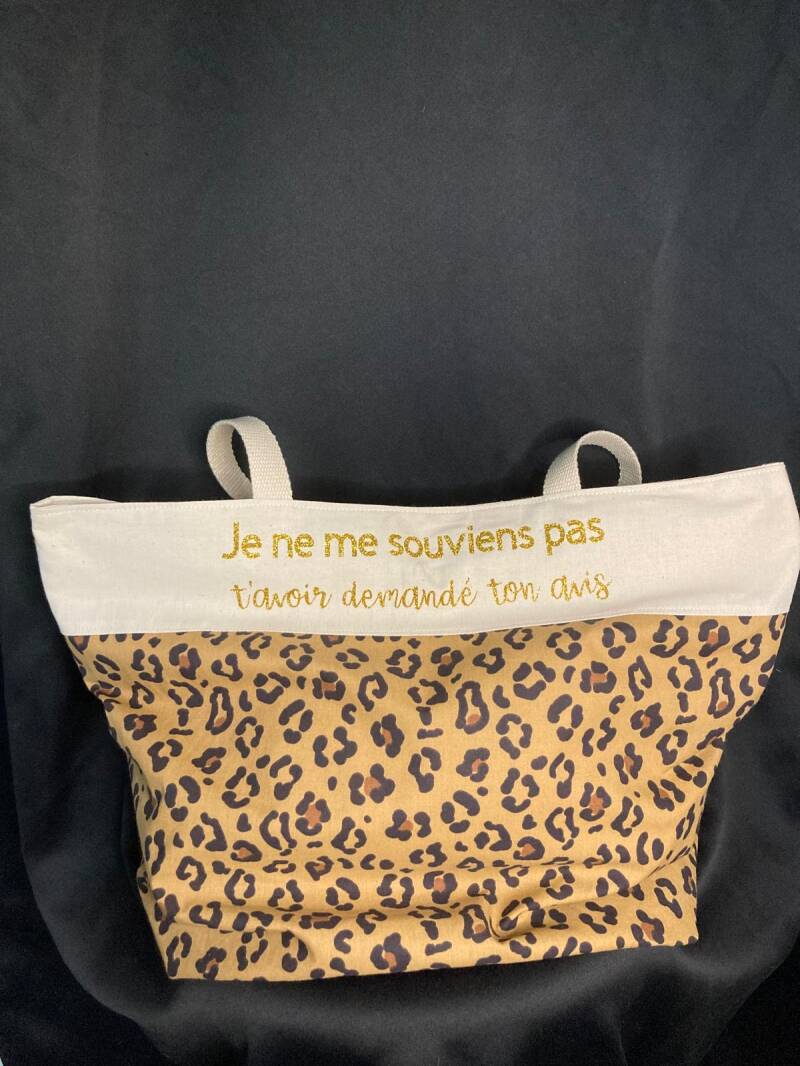 Je ne me souviens pas
t'avoir demandé ton avis